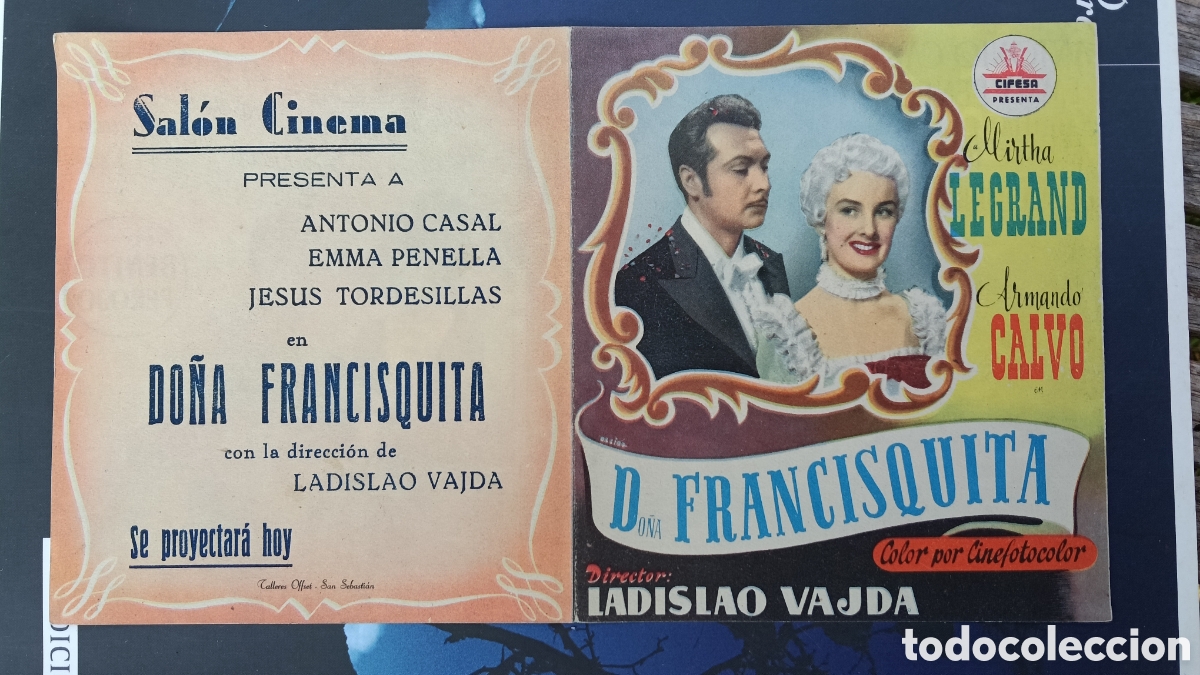 Salón Cinema
PRESENTA A
ANTONIO CASAL
EMMA PENELLA
JESUS TORDESILLAS
en
DOÑA FRANCISQUITA
con la dirección de
LADISLAO VAJDA
Se proyectará hoy
Talleres Offset - San Sebastián
CIFESA
PRESENTA
a Mirtha
LEGRAND
Armando
CALVO
en
DOÑA FRANCISQUITA
Color por Cinefotocolor
Director:
LADISLAO VAJDA
DICI
todocoleccion